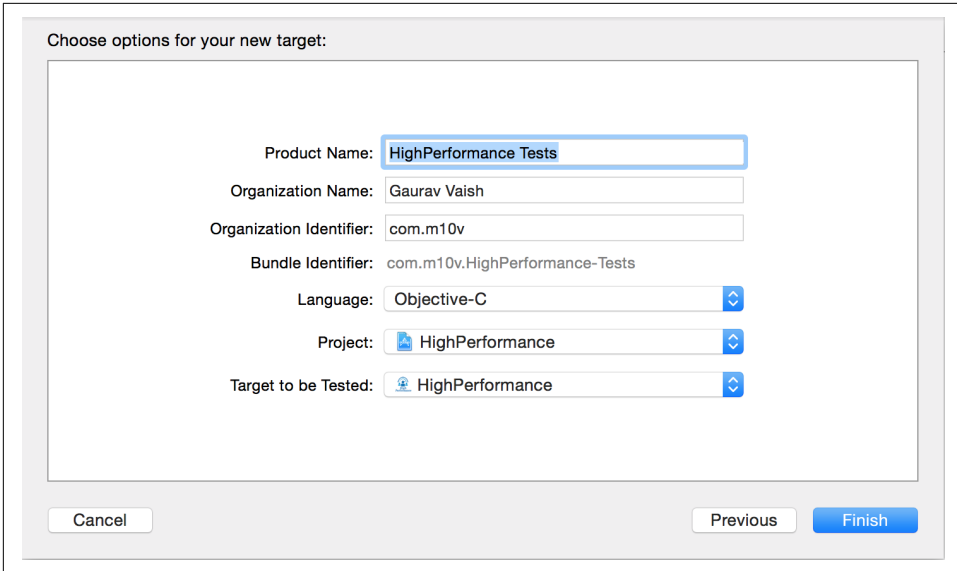 Choose options for your new target:
Product Name: HighPerformance Tests
Organization Name: Gaurav Vaish
Organization Identifier: com.m10v
Bundle Identifier: com.m10v.HighPerformance-Tests
Language: Objective-C
Project: HighPerformance
Target to be Tested: HighPerformance
Cancel Previous Finish